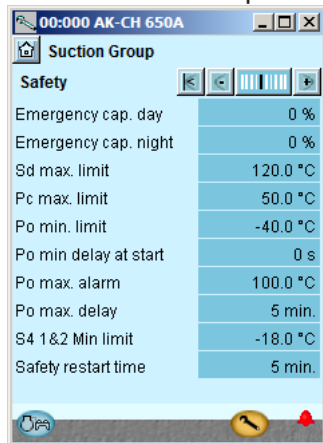 00:000 AK-CH 650A
Suction Group
Safety
Emergency cap. day 0 %
Emergency cap. night 0 %
Sd max. limit 120.0 °C
Pc max. limit 50.0 °C
Po min. limit -40.0 °C
Po min delay at start 0 s
Po max. alarm 100.0 °C
Po max. delay 5 min.
S4 1&2 Min limit -18.0 °C
Safety restart time 5 min.